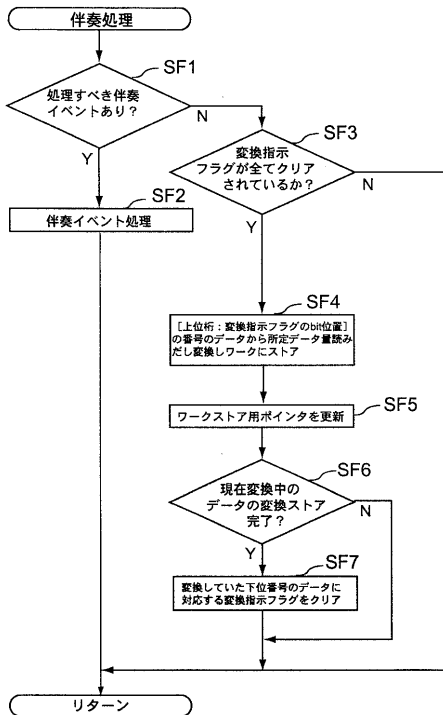 伴奏処理
SF1
処理すべき伴奏
イベントあり？
N
Y
SF2
伴奏イベント処理
SF3
変換指示
フラグが全てクリア
されているか？
N
Y
SF4
［上位桁：変換指示フラグのbit位置］
の番号のデータから所定データ量読み
だし変換しワークにストア
SF5
ワークストア用ポインタを更新
SF6
現在変換中の
データの変換ストア
完了？
N
Y
SF7
変換していた下位番号のデータに
対応する変換指示フラグをクリア
リターン